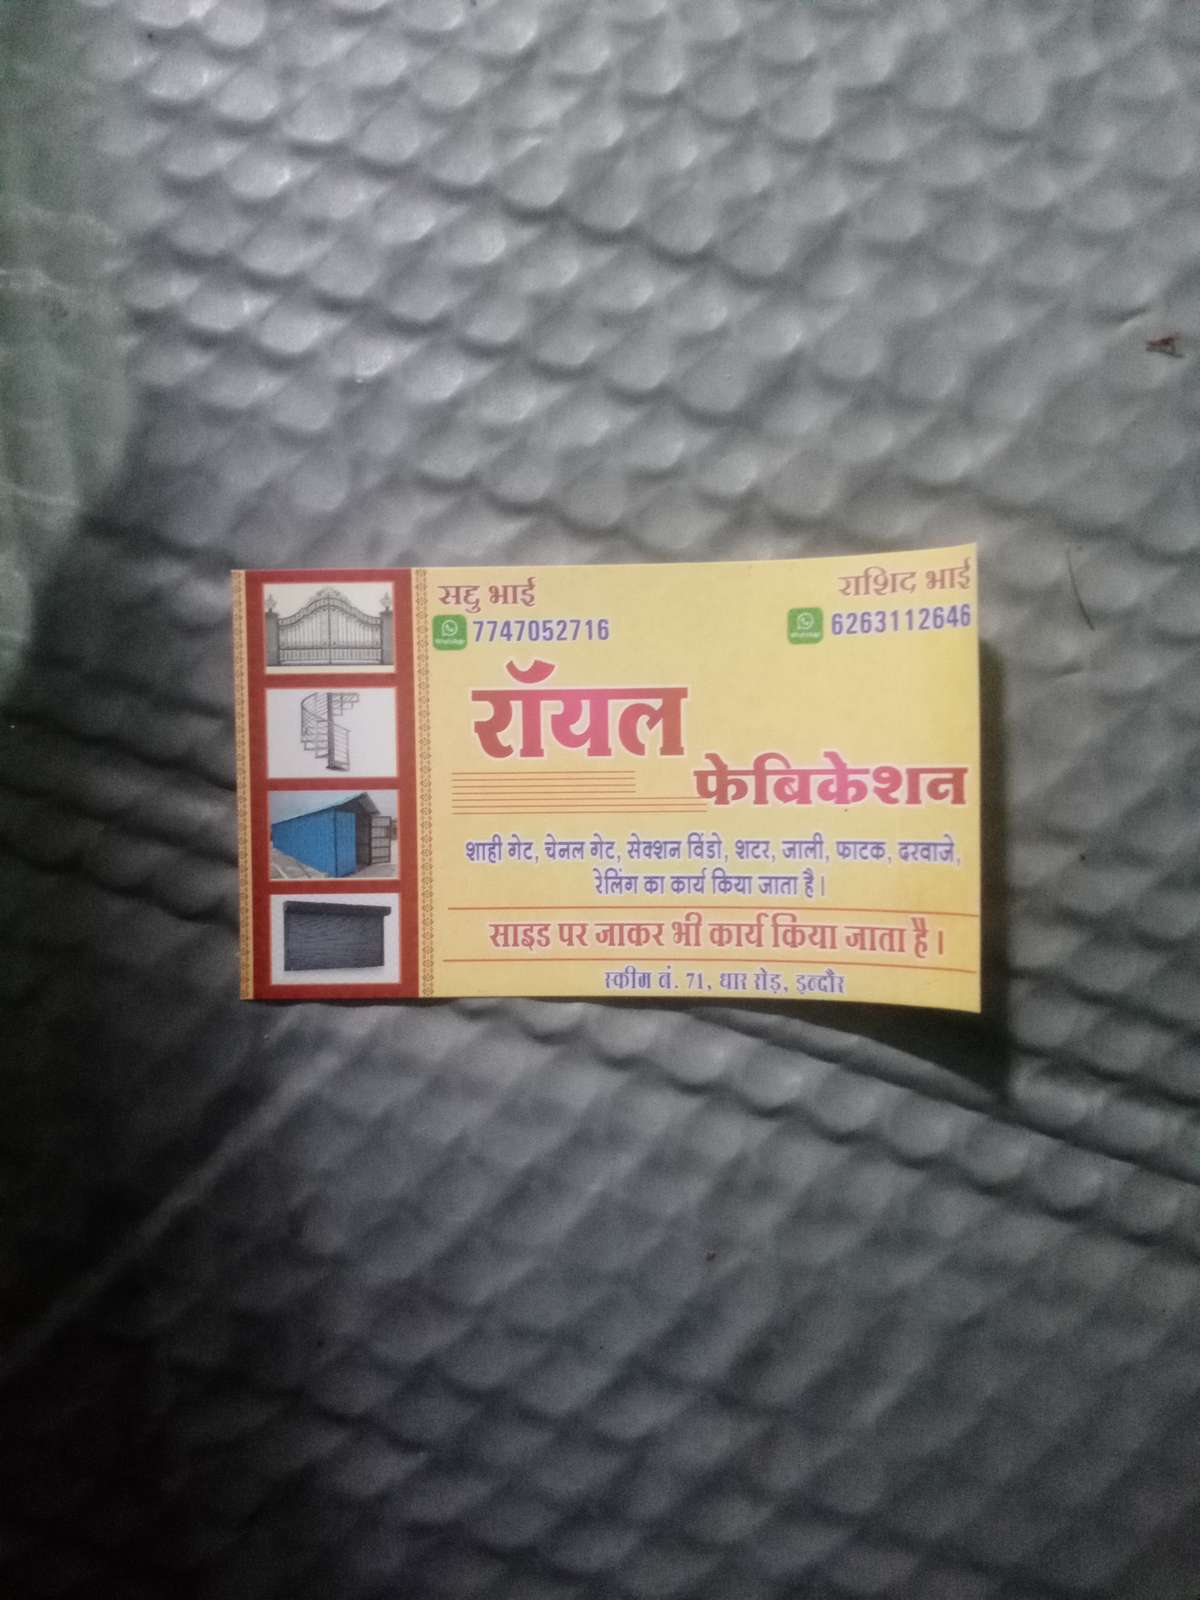 सद्दु भाई
राशिद भाई
7747052716
6263112646
रॉयल
फेब्रिकेशन
शाही गेट, चेनल गेट, सेक्शन विंडो, शटर, जाली, फाटक, दरवाजे,
रेलिंग का कार्य किया जाता है।
साइड पर जाकर भी कार्य किया जाता है।
स्कीम नं. 71, धार रोड़, इन्दौर